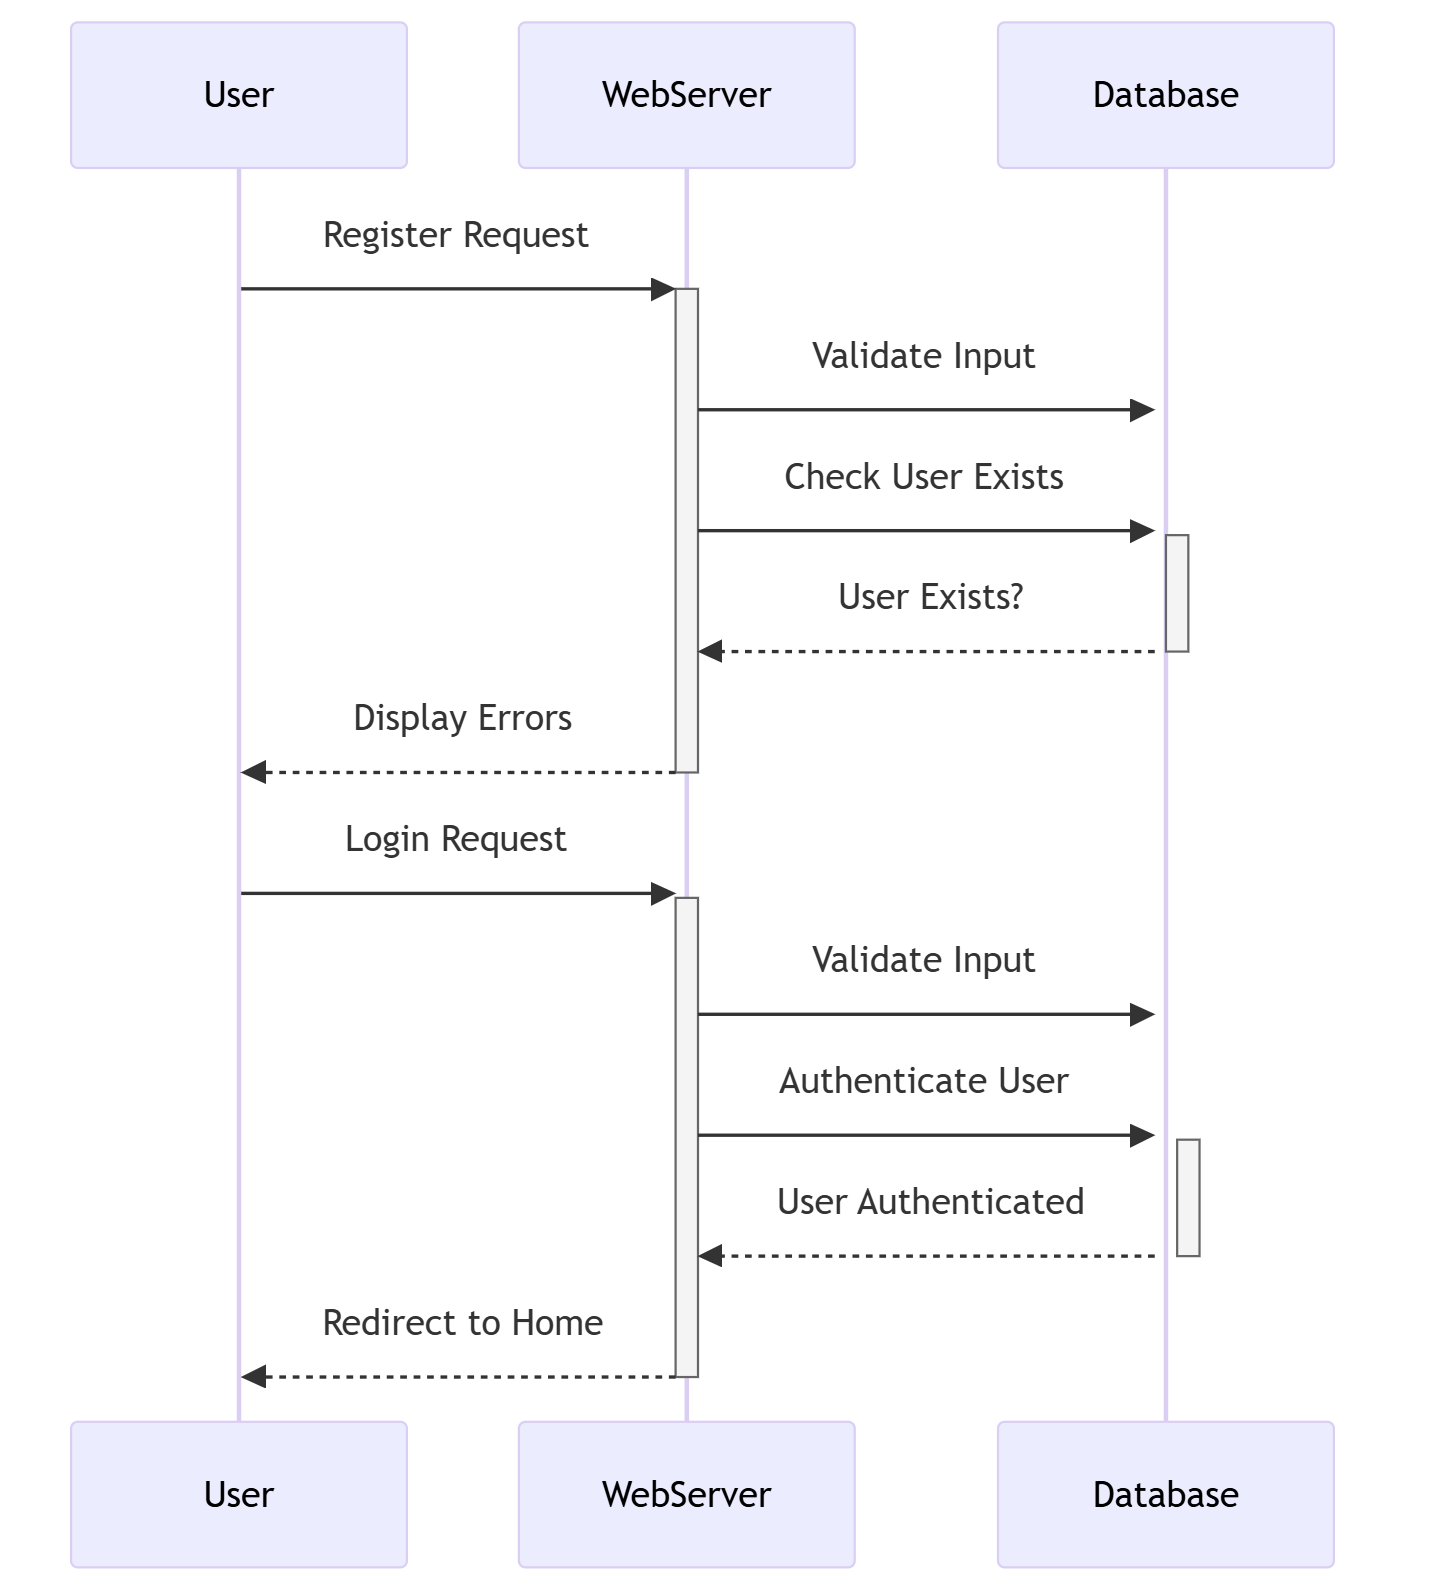 User
WebServer
Database
Register Request
Validate Input
Check User Exists
User Exists?
Display Errors
Login Request
Validate Input
Authenticate User
User Authenticated
Redirect to Home
User
WebServer
Database